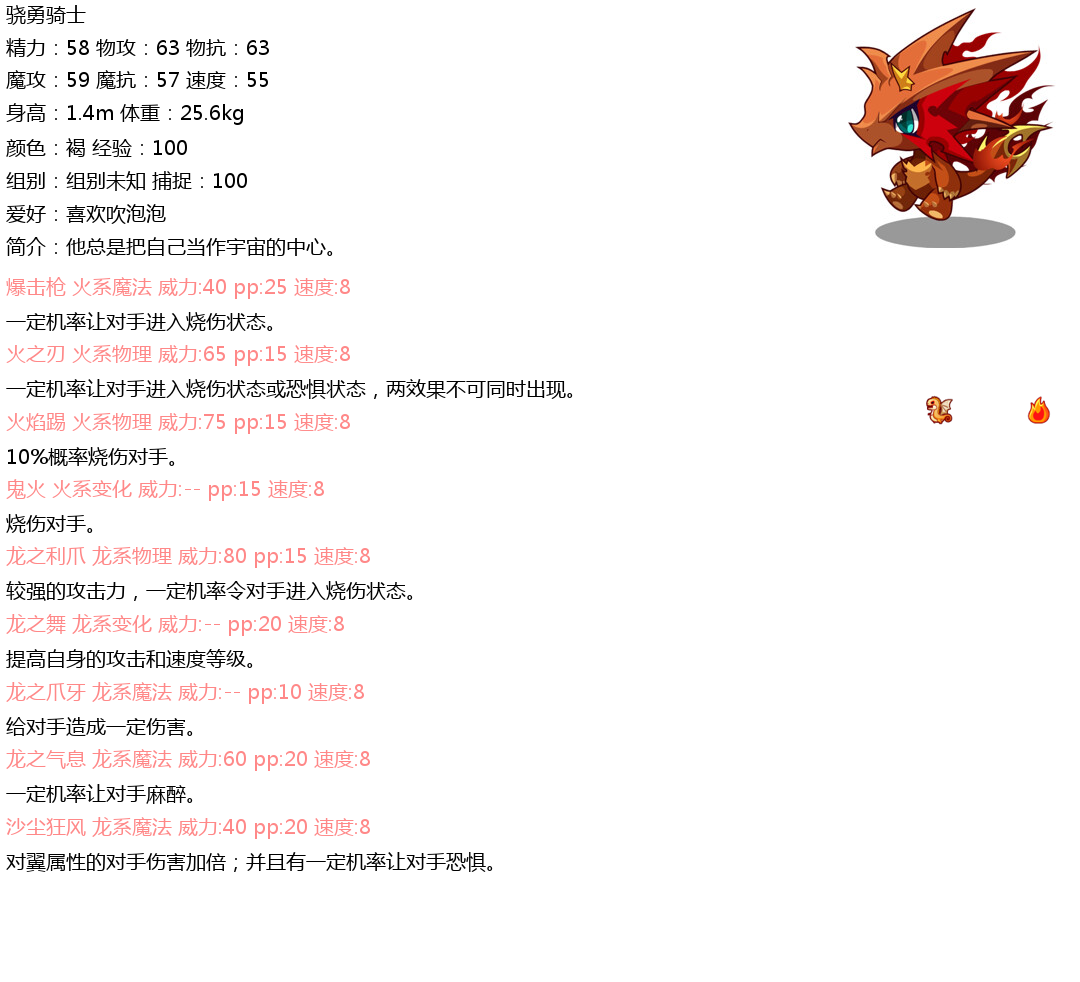 骁勇骑士
精力：58 物攻：63 物抗：63
魔攻：59 魔抗：57 速度：55
身高：1.4m 体重：25.6kg
颜色：褐 经验：100
组别：组别未知 捕捉：100
爱好：喜欢吹泡泡
简介：他总是把自己当作宇宙的中心。
爆击枪 火系魔法 威力:40 pp:25 速度:8
一定机率让对手进入烧伤状态。
火之刃 火系物理 威力:65 pp:15 速度:8
一定机率让对手进入烧伤状态或恐惧状态，两效果不可同时出现。
火焰踢 火系物理 威力:75 pp:15 速度:8
10%概率烧伤对手。
鬼火 火系变化 威力:-- pp:15 速度:8
烧伤对手。
龙之利爪 龙系物理 威力:80 pp:15 速度:8
较强的攻击力，一定机率令对手进入烧伤状态。
龙之舞 龙系变化 威力:-- pp:20 速度:8
提高自身的攻击和速度等级。
龙之爪牙 龙系魔法 威力:-- pp:10 速度:8
给对手造成一定伤害。
龙之气息 龙系魔法 威力:60 pp:20 速度:8
一定机率让对手麻醉。
沙尘狂风 龙系魔法 威力:40 pp:20 速度:8
对翼属性的对手伤害加倍；并且有一定机率让对手恐惧。